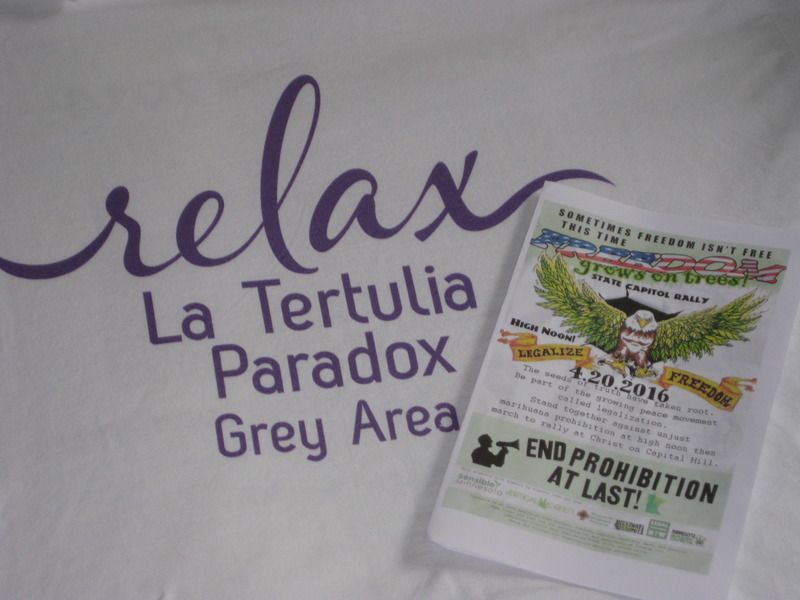 relax
La Tertulia
Paradox
Grey Area
SOMETIMES FREEDOM ISN'T FREE
THIS TIME
FREEDOM
grows on trees!
STATE CAPITOL RALLY
HIGH NOON!
LEGALIZE
FREEDOM
4.20.2016
The seeds of truth have taken root.
Be part of the growing peace movement
called legalization.
Stand together against unjust
marihuana prohibition at high noon then
march to rally at Christ on Capital Hill.
END PROHIBITION
AT LAST!
Sensible
Minnesota